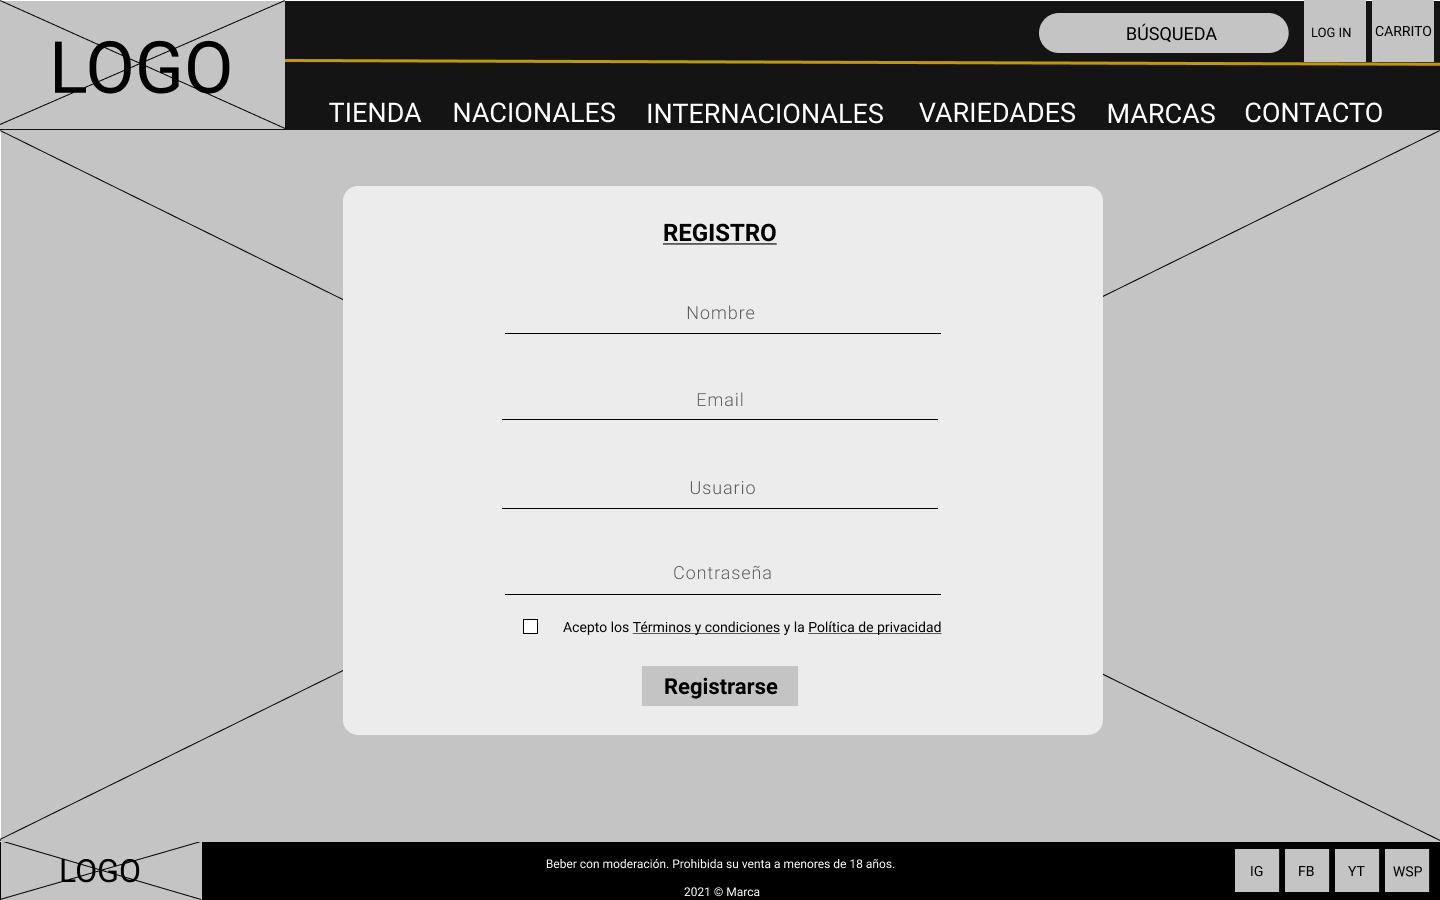 LOGO
BÚSQUEDA
LOG IN
CARRITO
TIENDA NACIONALES INTERNACIONALES VARIEDADES MARCAS CONTACTO
REGISTRO
Nombre
Email
Usuario
Contraseña
Acepto los Términos y condiciones y la Política de privacidad
Registrarse
LOGO
Beber con moderación. Prohibida su venta a menores de 18 años.
2021 © Marca
IG FB YT WSP